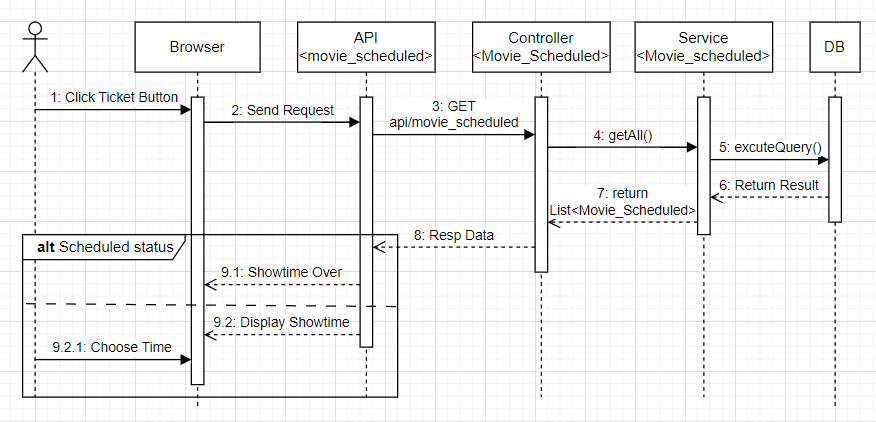 Browser
API
<movie_scheduled>
Controller
<Movie_Scheduled>
Service
<Movie_scheduled>
DB
1: Click Ticket Button
2: Send Request
3: GET
api/movie_scheduled
4: getAll()
5: excuteQuery()
6: Return Result
7: return
List<Movie_Scheduled>
8: Resp Data
alt Scheduled status
9.1: Showtime Over
9.2: Display Showtime
9.2.1: Choose Time